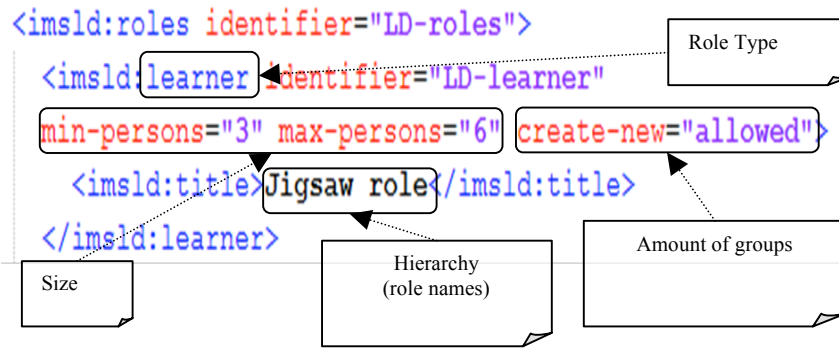 <imsld:roles identifier="LD-roles">
Role Type
<imsld:learner identifier="LD-learner"
min-persons="3" max-persons="6" create-new="allowed">
<imsld:title>Jigsaw role</imsld:title>
</imsld:learner>
Amount of groups
Hierarchy
(role names)
Size